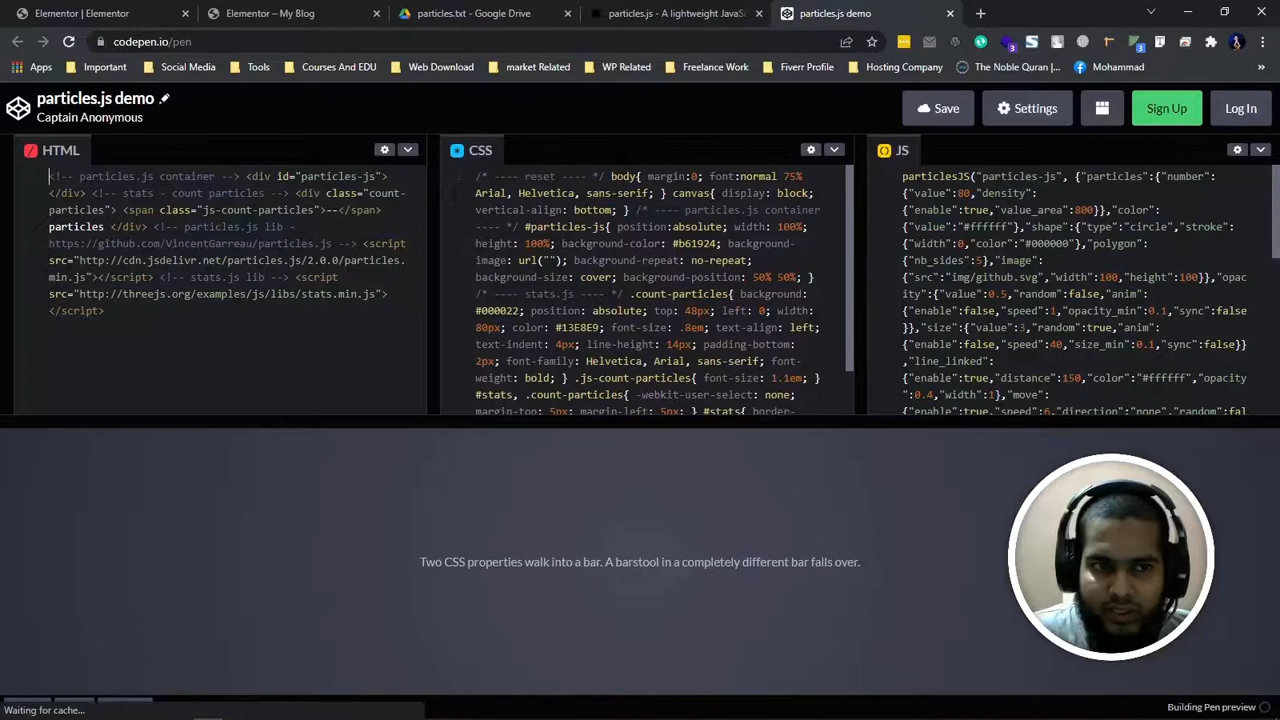 Elementor | Elementor
Elementor – My Blog
particles.txt - Google Drive
particles.js - A lightweight JavaSc
particles.js demo
codepen.io/pen
Apps
Important
Social Media
Tools
Courses And EDU
Web Download
market Related
WP Related
Freelance Work
Fiverr Profile
Hosting Company
The Noble Quran |...
Mohammad
particles.js demo
Captain Anonymous
Save
Settings
Sign Up
Log In
HTML
<!-- particles.js container --> <div id="particles-js">
</div> <!-- stats - count particles --> <div class="count-
particles"> <span class="js-count-particles">--</span>
particles </div> <!-- particles.js lib -
https://github.com/VincentGarreau/particles.js --> <script
src="http://cdn.jsdelivr.net/particles.js/2.0.0/particles.
min.js"></script> <!-- stats.js lib --> <script
src="http://threejs.org/examples/js/libs/stats.min.js">
</script>
CSS
/* ---- reset ---- */ body{ margin:0; font:normal 75%
Arial, Helvetica, sans-serif; } canvas{ display: block;
vertical-align: bottom; } /* ---- particles.js container
---- */ #particles-js{ position:absolute; width: 100%;
height: 100%; background-color: #b61924; background-
image: url(""); background-repeat: no-repeat;
background-size: cover; background-position: 50% 50%; }
/* ---- stats.js ---- */ .count-particles{ background:
#000022; position: absolute; top: 48px; left: 0; width:
80px; color: #13E8E9; font-size: .8em; text-align: left;
text-indent: 4px; line-height: 14px; padding-bottom:
2px; font-family: Helvetica, Arial, sans-serif; font-
weight: bold; } .js-count-particles{ font-size: 1.1em; }
#stats, .count-particles{ -webkit-user-select: none;
margin-top: 5px; margin-left: 5px; } #stats{ border-
JS
particlesJS("particles-js", {"particles":{"number":
{"value":80,"density":
{"enable":true,"value_area":800}},"color":
{"value":"#ffffff"},"shape":{"type":"circle","stroke":
{"width":0,"color":"#000000"},"polygon":
{"nb_sides":5},"image":
{"src":"img/github.svg","width":100,"height":100}},"opac
ity":{"value":0.5,"random":false,"anim":
{"enable":false,"speed":1,"opacity_min":0.1,"sync":false
}},"size":{"value":3,"random":true,"anim":
{"enable":false,"speed":40,"size_min":0.1,"sync":false}}
,"line_linked":
{"enable":true,"distance":150,"color":"#ffffff","opacity
":0.4,"width":1},"move":
{"enable":true,"speed":6,"direction":"none","random":fal
Two CSS properties walk into a bar. A barstool in a completely different bar falls over.
Waiting for cache...
Building Pen preview